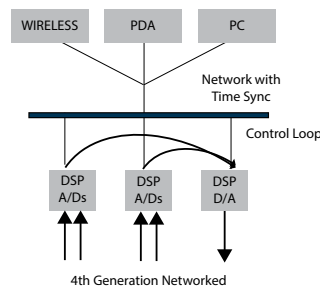 WIRELESS
PDA
PC
Network with
Time Sync
Control Loop
DSP
A/Ds
DSP
A/Ds
DSP
D/A
4th Generation Networked